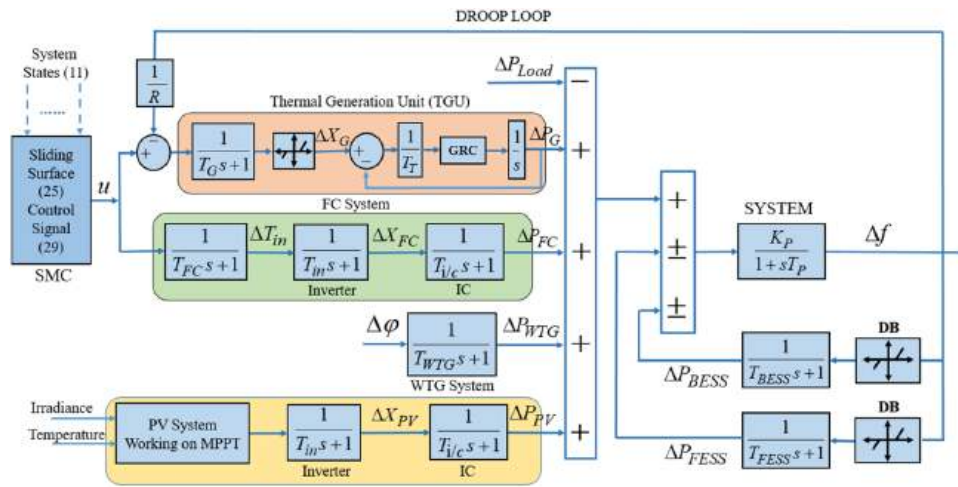 DROOP LOOP
System
States (11)
......
Sliding
Surface
(25)
Control
Signal
(29)
SMC
u
1
R
+
−
Thermal Generation Unit (TGU)
1
T_G s+1
ΔX_G
+
−
1
T_T
GRC
1
s
ΔP_G
FC System
1
T_FC s+1
ΔT_in
1
T_in s+1
Inverter
ΔX_FC
1
T_i/c s+1
IC
ΔP_FC
Δφ
1
T_WTG s+1
WTG System
ΔP_WTG
Irradiance
Temperature
PV System
Working on MPPT
1
T_in s+1
Inverter
ΔX_PV
1
T_i/c s+1
IC
ΔP_PV
ΔP_Load
−
+
+
+
+
+
±
±
SYSTEM
K_P
1+sT_P
Δf
ΔP_BESS
1
T_BESS s+1
DB
ΔP_FESS
1
T_FESS s+1
DB